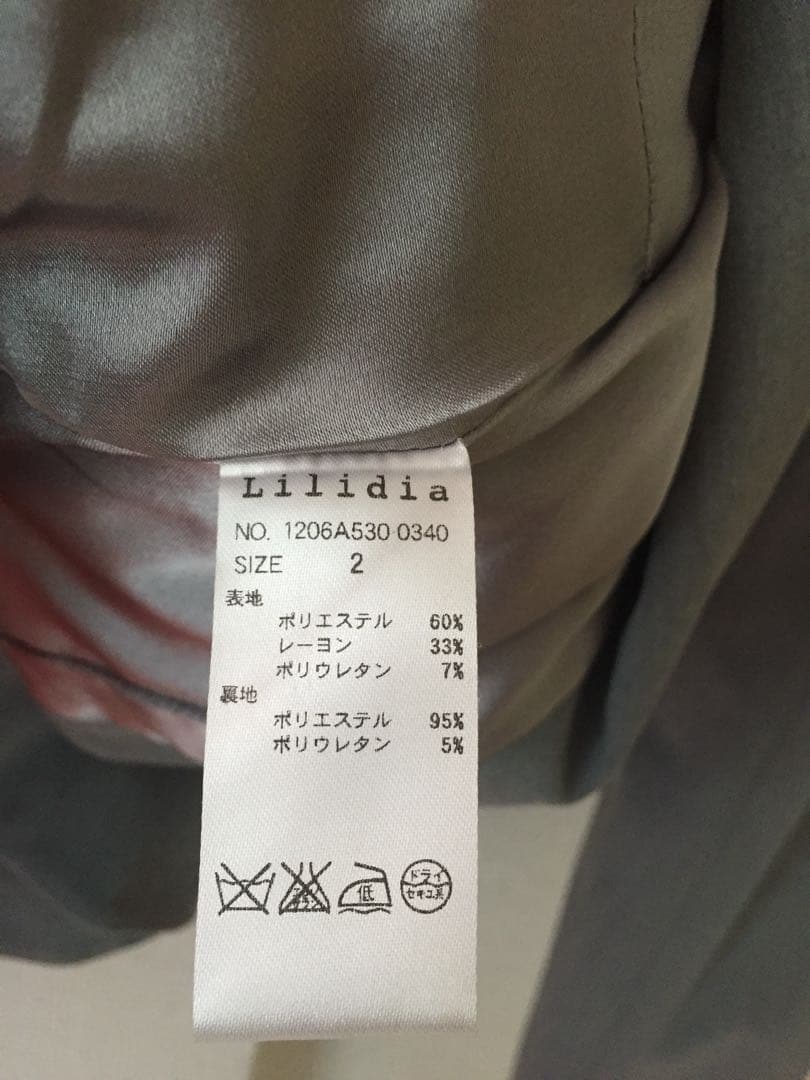 Lilidia
NO. 1206A530 0340
SIZE 2
表地
ポリエステル 60%
レーヨン 33%
ポリウレタン 7%
裏地
ポリエステル 95%
ポリウレタン 5%
低
ドライ
セキユ系